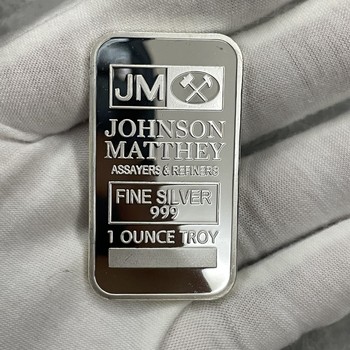 JM
JOHNSON
MATTHEY
ASSAYERS & REFINERS
FINE SILVER
999
1 OUNCE TROY